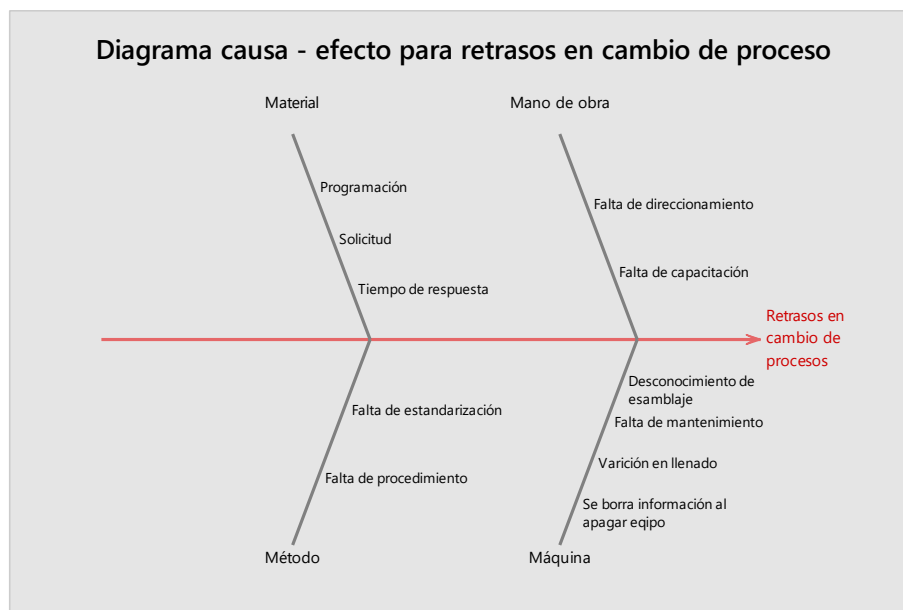 Diagrama causa - efecto para retrasos en cambio de proceso
Material
Mano de obra
Programación
Solicitud
Tiempo de respuesta
Falta de direccionamiento
Falta de capacitación
Retrasos en
cambio de
procesos
Falta de estandarización
Falta de procedimiento
Desconocimiento de
esamblaje
Falta de mantenimiento
Varición en llenado
Se borra información al
apagar eqipo
Método
Máquina